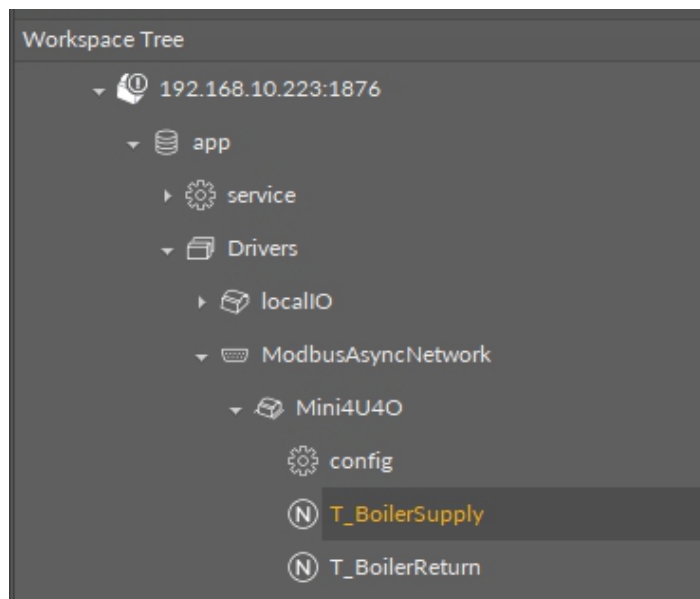 Workspace Tree
192.168.10.223:1876
app
service
Drivers
localIO
ModbusAsyncNetwork
Mini4U4O
config
N T_BoilerSupply
N T_BoilerReturn